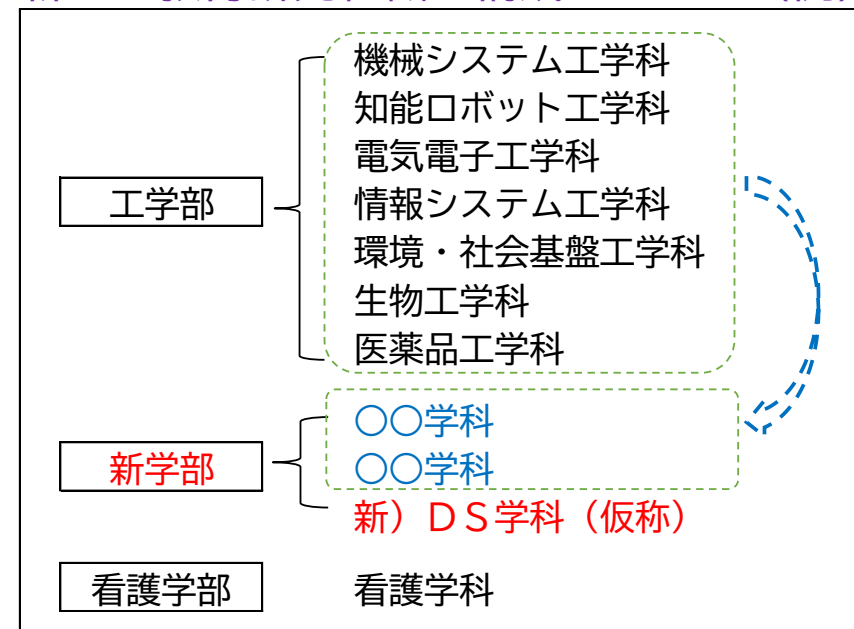 機械システム工学科
知能ロボット工学科
電気電子工学科
工学部
情報システム工学科
環境・社会基盤工学科
生物工学科
医薬品工学科
〇〇学科
新学部
〇〇学科
新）ＤＳ学科（仮称）
看護学部
看護学科